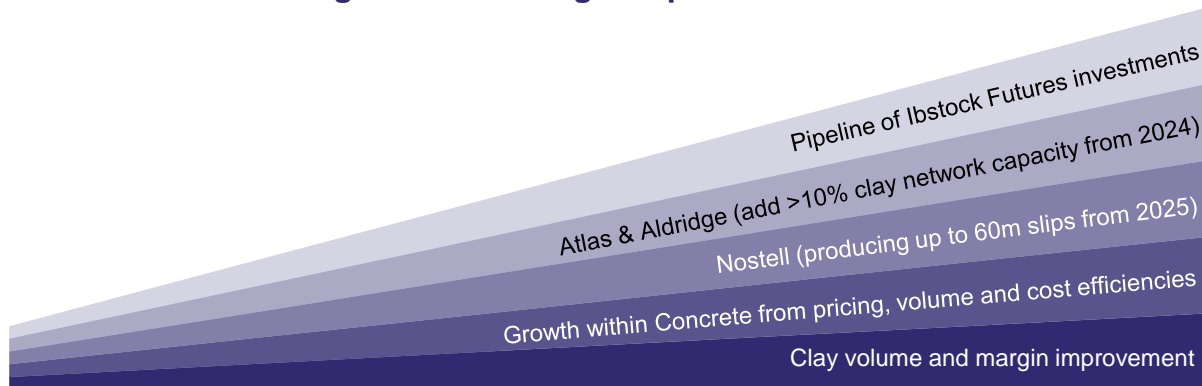 Pipeline of Ibstock Futures investments
Atlas & Aldridge (add >10% clay network capacity from 2024)
Nostell (producing up to 60m slips from 2025)
Growth within Concrete from pricing, volume and cost efficiencies
Clay volume and margin improvement